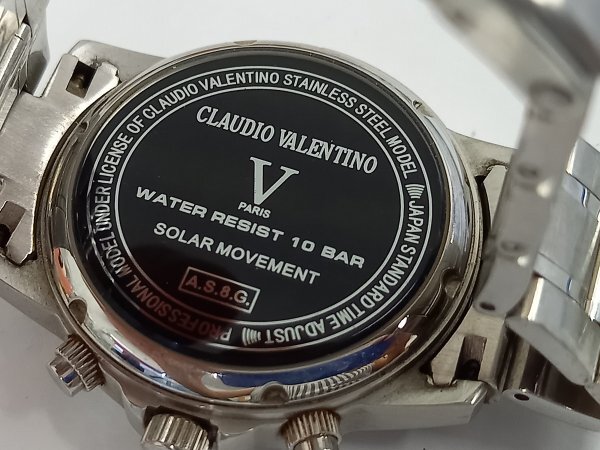 CLAUDIO VALENTINO
V
PARIS
WATER RESIST 10 BAR
SOLAR MOVEMENT
A.S.8.G.
PROFESSIONAL MODEL UNDER LICENSE OF CLAUDIO VALENTINO STAINLESS STEEL MODEL
JAPAN STANDARD TIME ADJUST